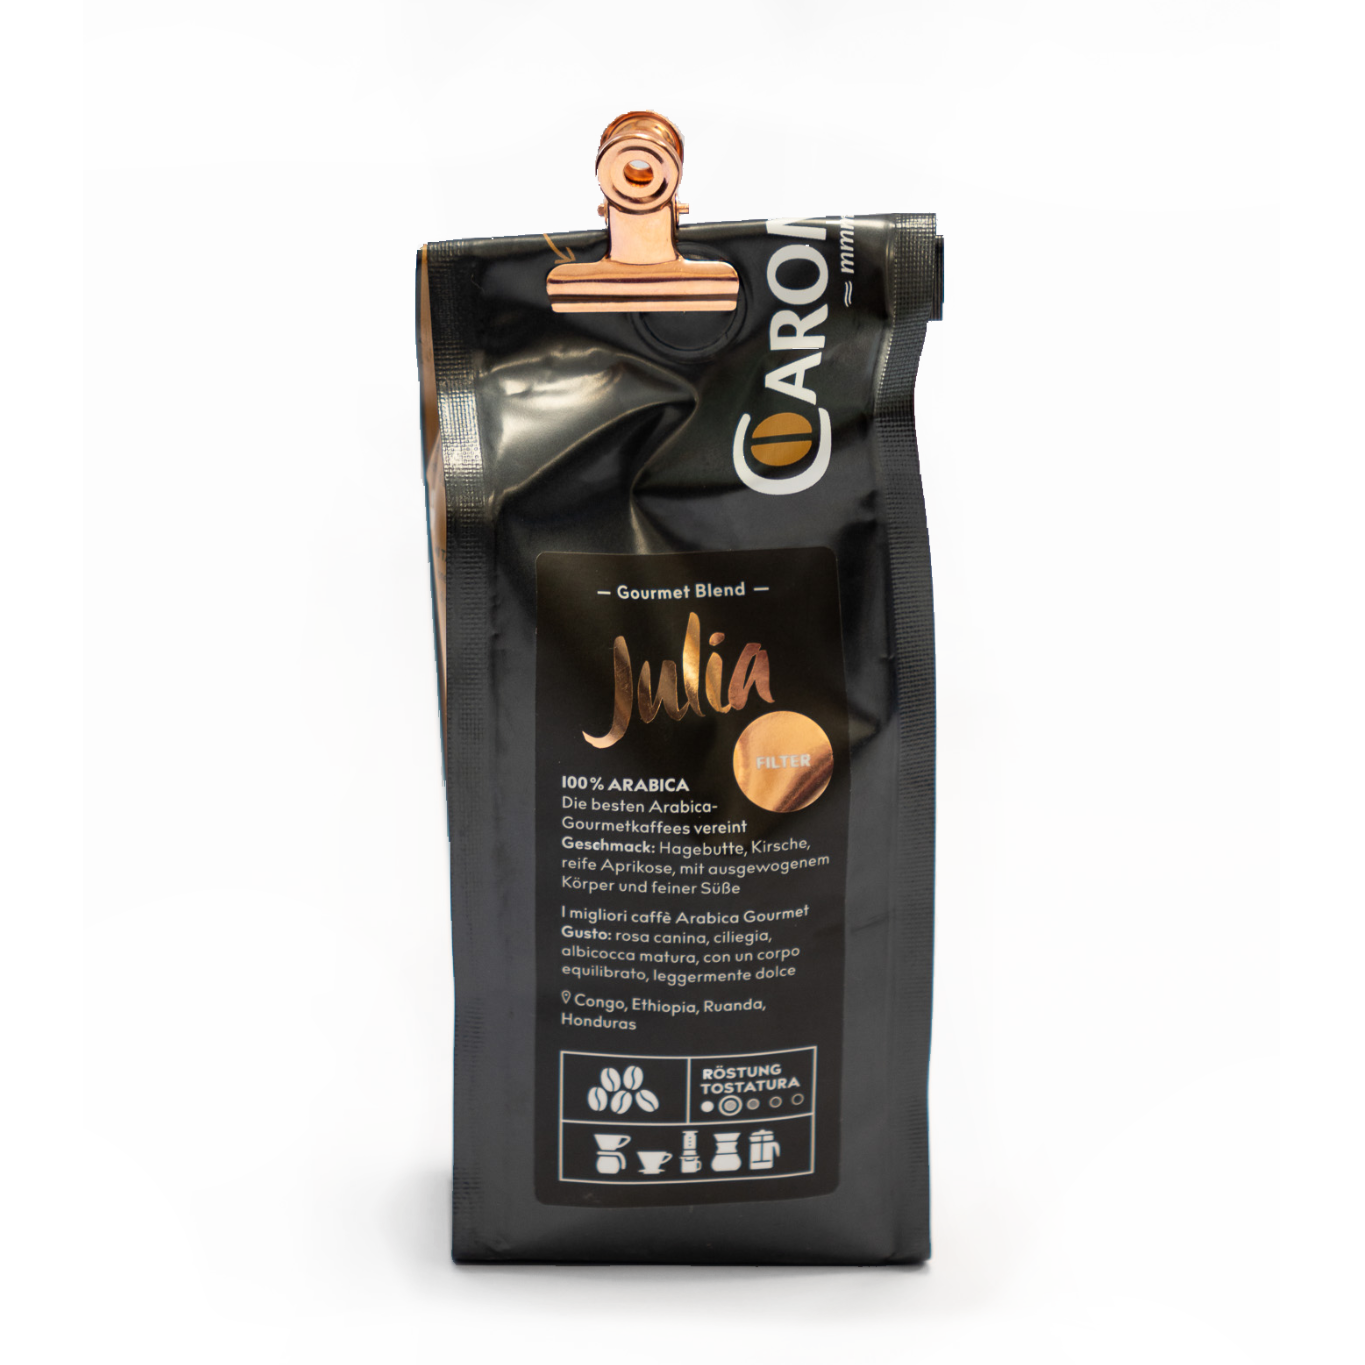 CAROM
mmm
— Gourmet Blend —
Julia
FILTER
100% ARABICA
Die besten Arabica-
Gourmetkaffees vereint
Geschmack: Hagebutte, Kirsche,
reife Aprikose, mit ausgewogenem
Körper und feiner Süße
I migliori caffè Arabica Gourmet
Gusto: rosa canina, ciliegia,
albicocca matura, con un corpo
equilibrato, leggermente dolce
Congo, Ethiopia, Ruanda,
Honduras
RÖSTUNG
TOSTATURA